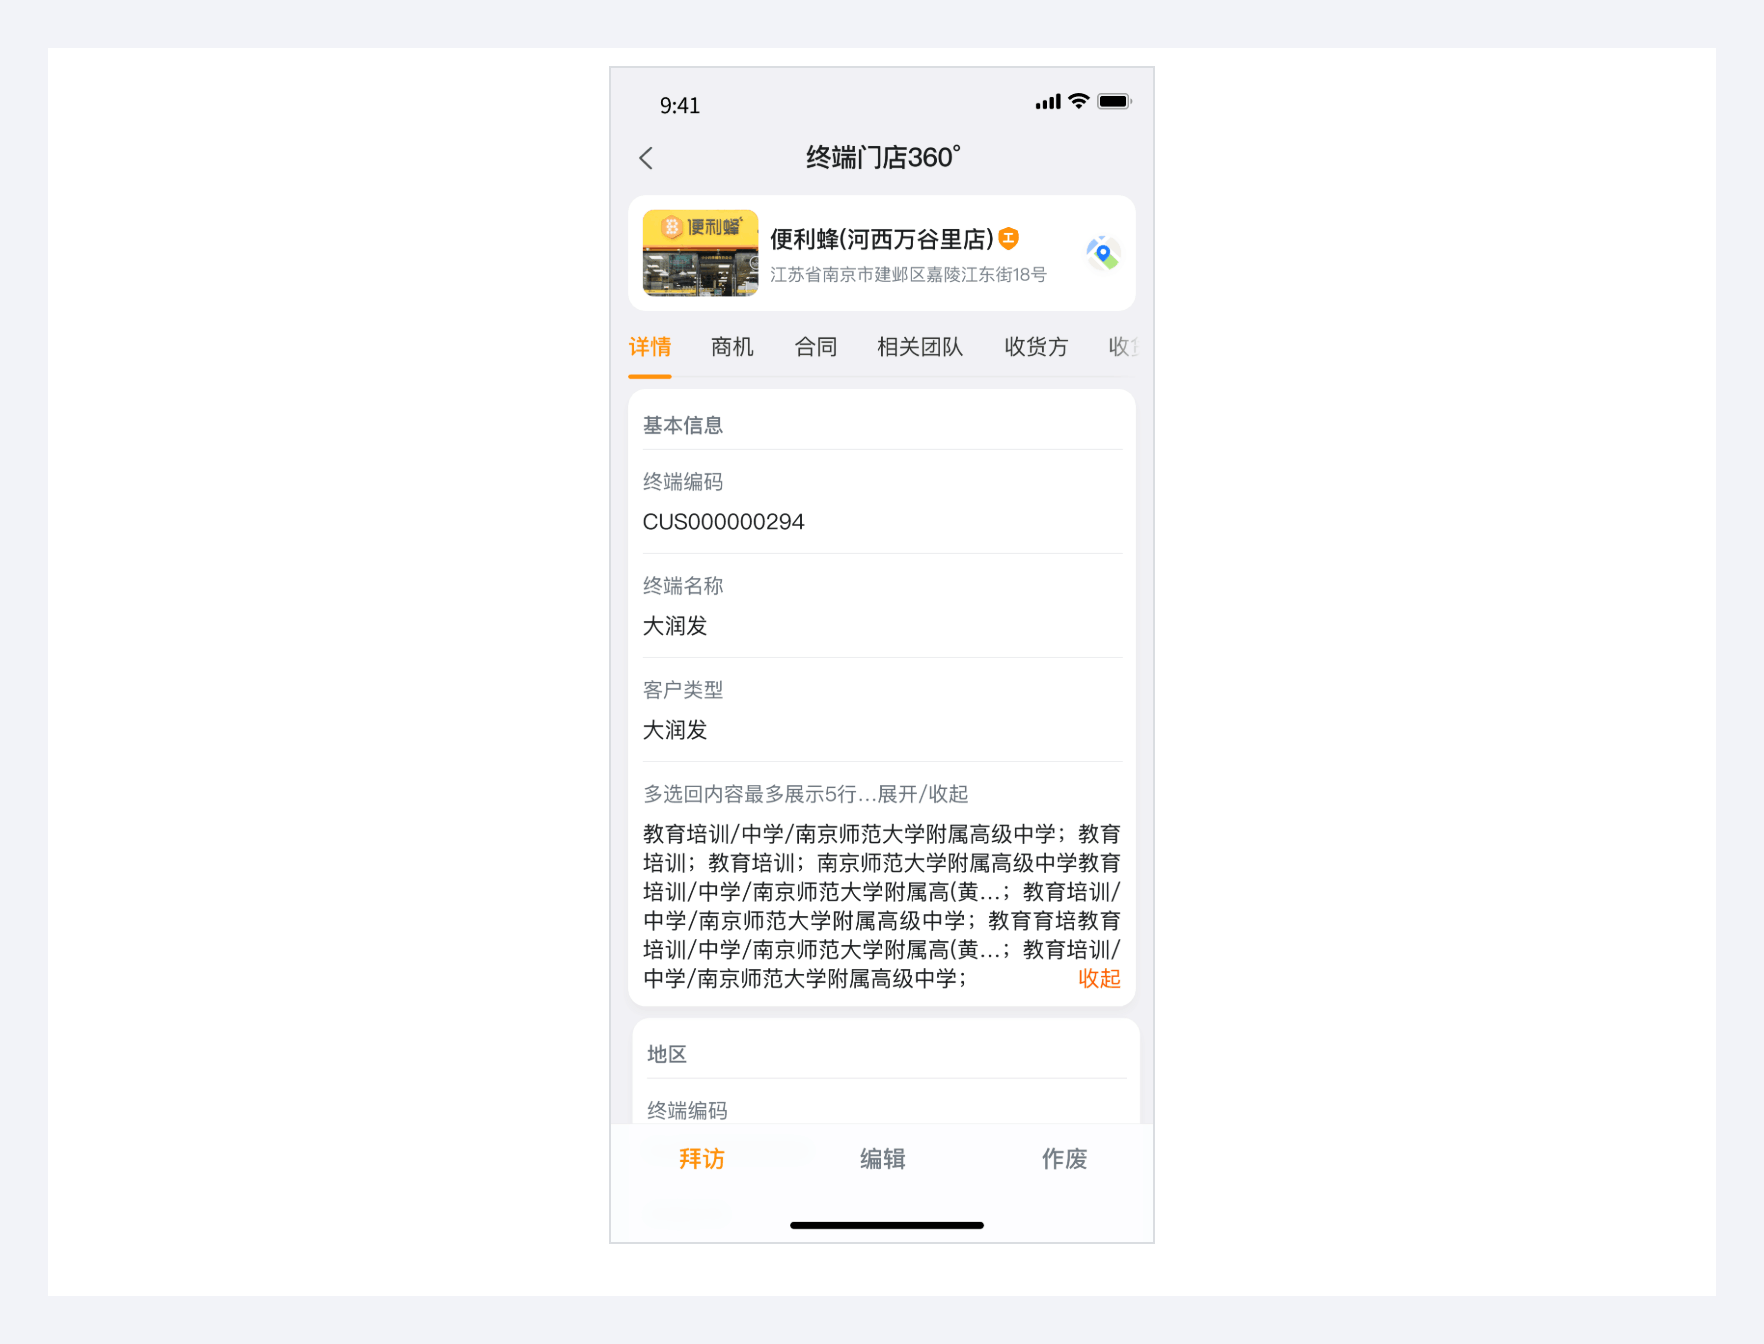 9:41
终端门店360°
便利蜂
便利蜂(河西万谷里店)
江苏省南京市建邺区嘉陵江东街18号
详情 商机 合同 相关团队 收货方 收
基本信息
终端编码
CUS000000294
终端名称
大润发
客户类型
大润发
多选回内容最多展示5行...展开/收起
教育培训/中学/南京师范大学附属高级中学；教育
培训；教育培训；南京师范大学附属高级中学教育
培训/中学/南京师范大学附属高(黄...；教育培训/
中学/南京师范大学附属高级中学；教育育培教育
培训/中学/南京师范大学附属高(黄...；教育培训/
中学/南京师范大学附属高级中学； 收起
地区
终端编码
拜访 编辑 作废